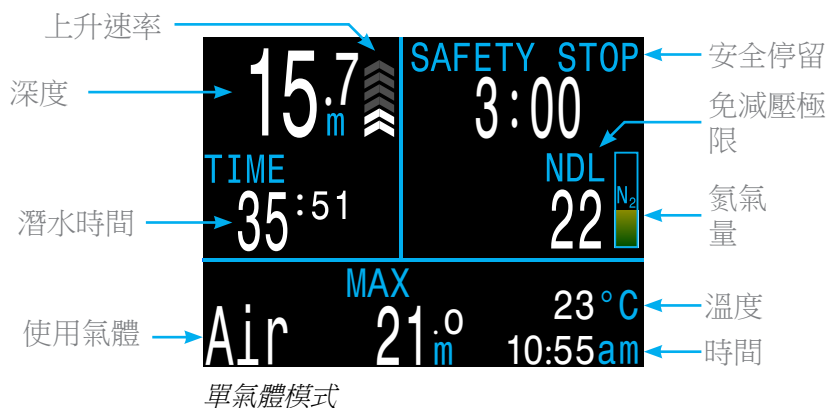 上升速率
深度
潛水時間
使用氣體
15.7
m
SAFETY STOP
3:00
TIME
35:51
NDL
22
N2
MAX
Air
21.0
m
23°C
10:55am
安全停留
免減壓極
限
氮氣
量
溫度
時間
單氣體模式